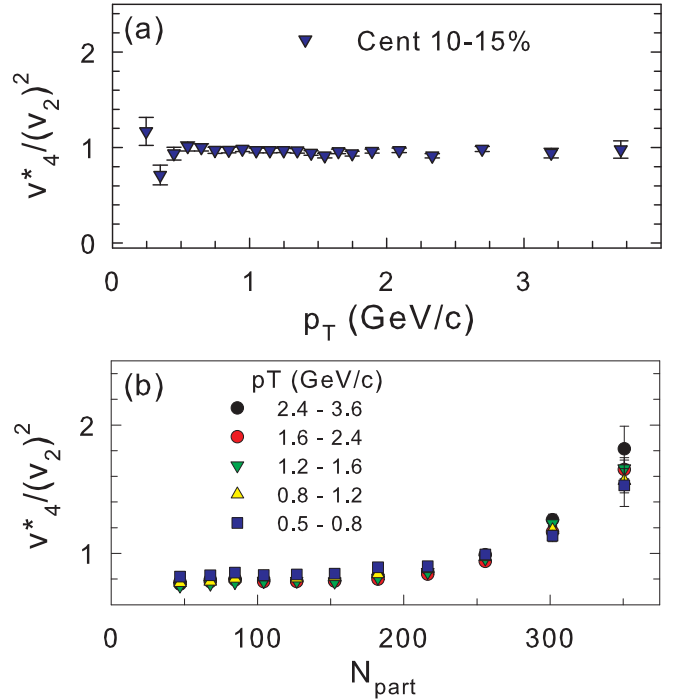 (a)
Cent 10-15%
v*4/(v2)2
2
1
0
0 1 2 3
pT (GeV/c)
(b)
pT (GeV/c)
2.4 - 3.6
1.6 - 2.4
1.2 - 1.6
0.8 - 1.2
0.5 - 0.8
v*4/(v2)2
2
1
0 100 200 300
Npart